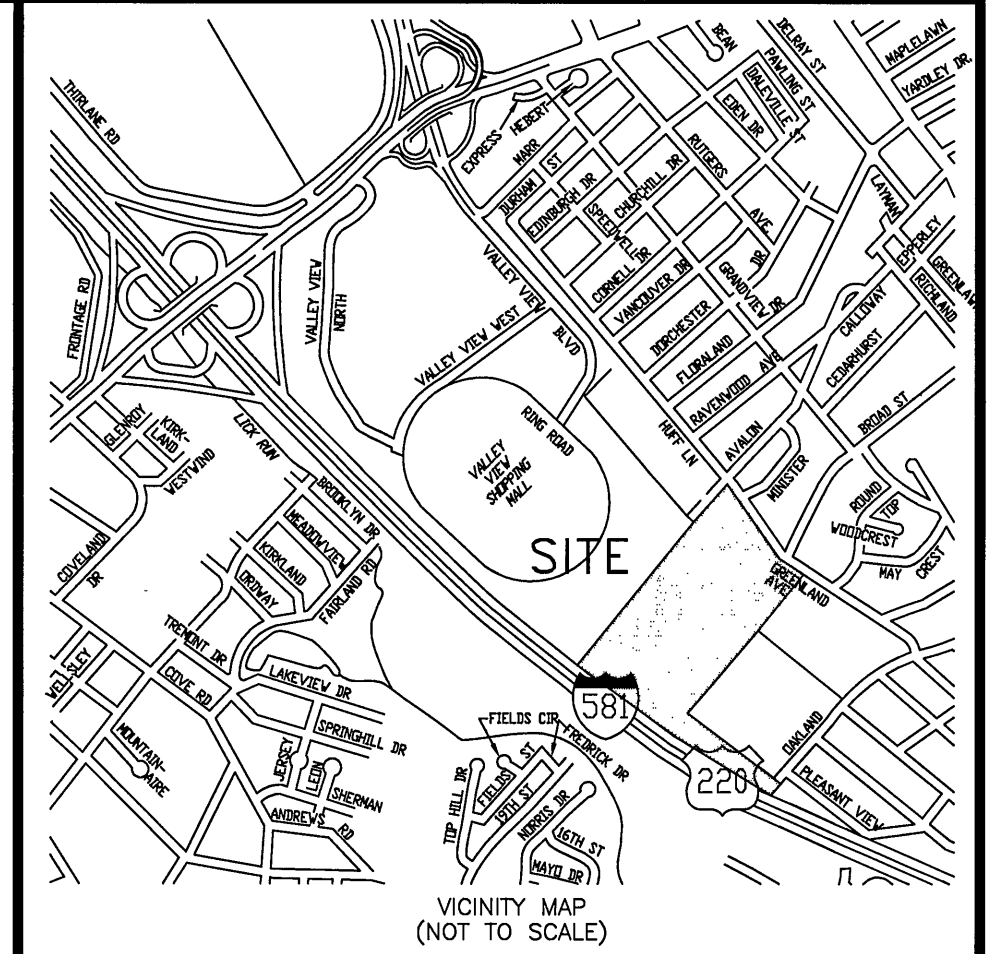 THIRLANE RD
FRONTAGE RD
EXPRESS
HEBERT
MARR
ST
DURHAM
EDINBURGH DR
SPEEDWELL
CHURCHILL DR
CORNELL DR
VANCOUVER DR
DORCHESTER
FLORALAND
RAVENWOOD AVE
AVALON
MINISTER
RUTGERS
AVE.
GRANDVIEW DR
DR.
BEAN
DELRAY ST
PAWLING ST
DALEVILLE ST
EDEN DR
MAPLELAWN
YARDLEY DR.
LAYMAN
EPPERLEY
GREENLAWN
RICHLAND
CALLOWAY
CEDARHURST
BROAD ST
ROUND
TOP
WOODCREST
MAY
CREST
VALLEY VIEW
NORTH
VALLEY VIEW
BLVD
VALLEY VIEW WEST
RING ROAD
VALLEY
VIEW
SHOPPING
MALL
HUFF LN
SITE
GREENLAND
AVE
OAKLAND
PLEASANT VIEW
581
220
GLENROY
KIRK-
LAND
WESTWIND
LICK RUN
BROOKLYN DR
MEADOWVIEW
KIRKLAND
ORDWAY
FAIRLAND RD
COVELAND
DR
TREMONT DR
COVE RD
WELLSLEY
LAKEVIEW DR
SPRINGHILL DR
JERSEY
LEON
SHERMAN
ANDREWS
RD
MOUNTAIN-
AIRE
FIELDS CIR
FREDRICK DR
TOP HILL DR
FIELDS
ST
19TH ST
NORRIS DR
16TH ST
MAYO DR
VICINITY MAP
(NOT TO SCALE)